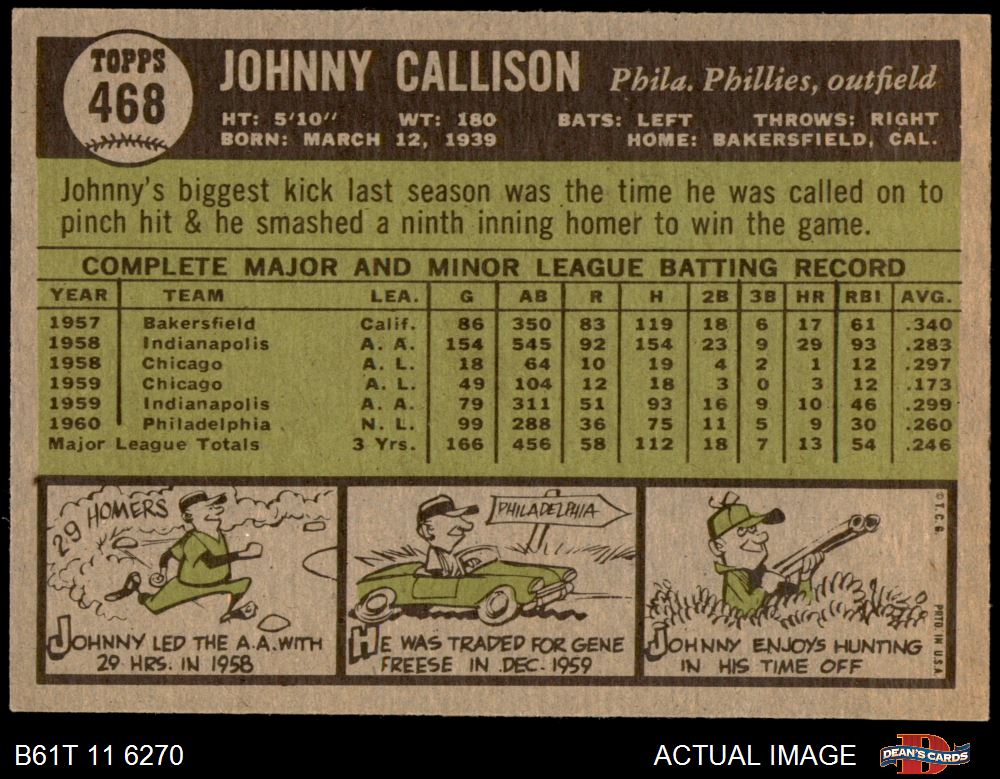 TOPPS
468
JOHNNY CALLISON Phila. Phillies, outfield
HT: 5'10" WT: 180 BATS: LEFT THROWS: RIGHT
BORN: MARCH 12, 1939 HOME: BAKERSFIELD, CAL.
Johnny's biggest kick last season was the time he was called on to
pinch hit & he smashed a ninth inning homer to win the game.
COMPLETE MAJOR AND MINOR LEAGUE BATTING RECORD
YEAR TEAM LEA. G AB R H 2B 3B HR RBI AVG.
1957 Bakersfield Calif. 86 350 83 119 18 6 17 61 .340
1958 Indianapolis A. A. 154 545 92 154 23 9 29 93 .283
1958 Chicago A. L. 18 64 10 19 4 2 1 12 .297
1959 Chicago A. L. 49 104 12 18 3 0 3 12 .173
1959 Indianapolis A. A. 79 311 51 93 16 9 10 46 .299
1960 Philadelphia N. L. 99 288 36 75 11 5 9 30 .260
Major League Totals 3 Yrs. 166 456 58 112 18 7 13 54 .246
29 HOMERS
JOHNNY LED THE A.A. WITH
29 HRS. IN 1958
PHILADELPHIA
HE WAS TRADED FOR GENE
FREESE IN DEC. 1959
JOHNNY ENJOYS HUNTING
IN HIS TIME OFF
© T.C.G.
PRTD. IN U.S.A.
B61T 11 6270 ACTUAL IMAGE
DEAN'S CARDS